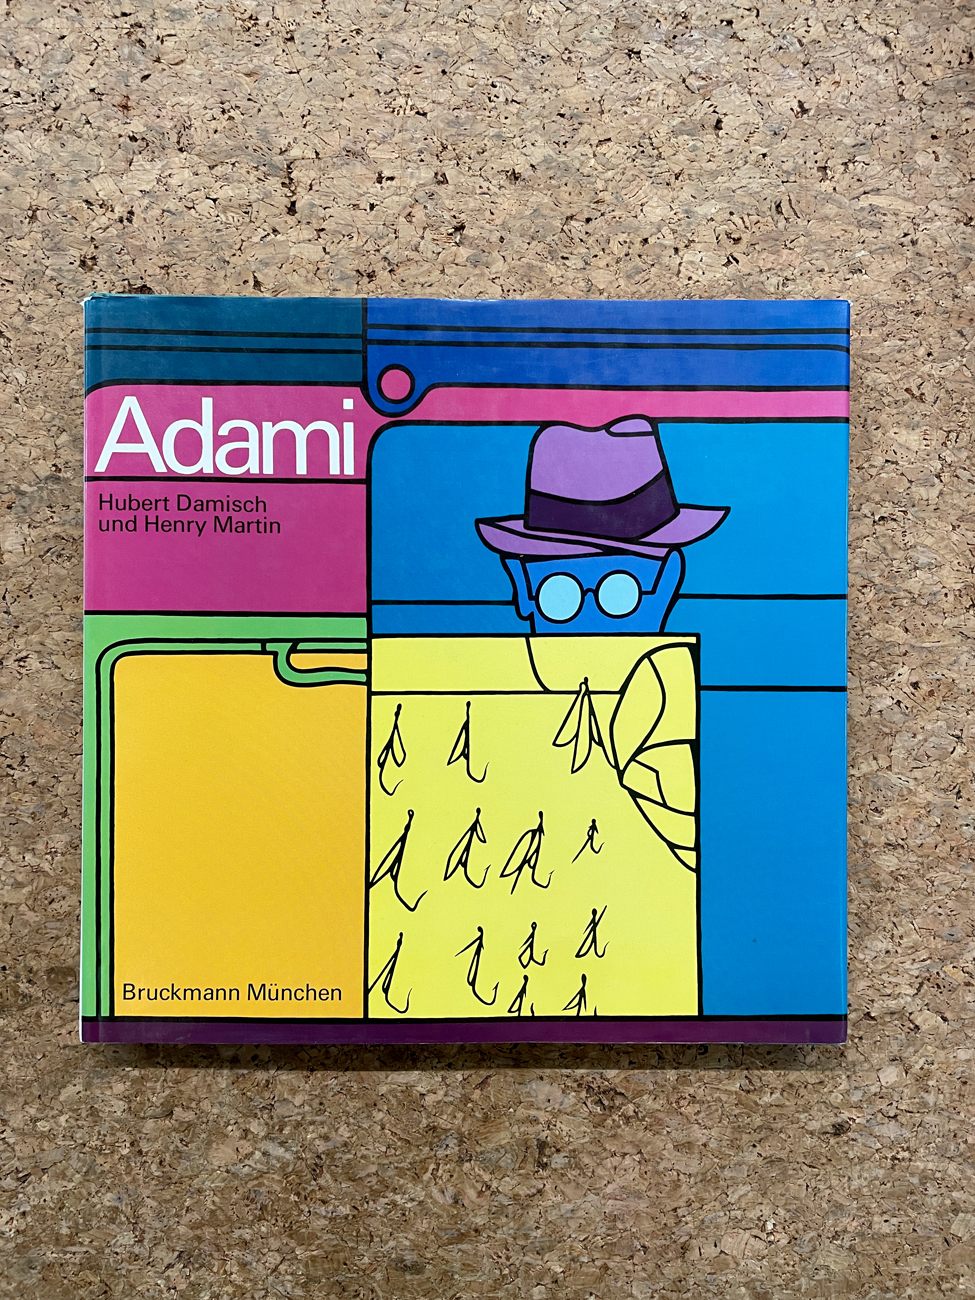 Adami
Hubert Damisch
und Henry Martin
Bruckmann München